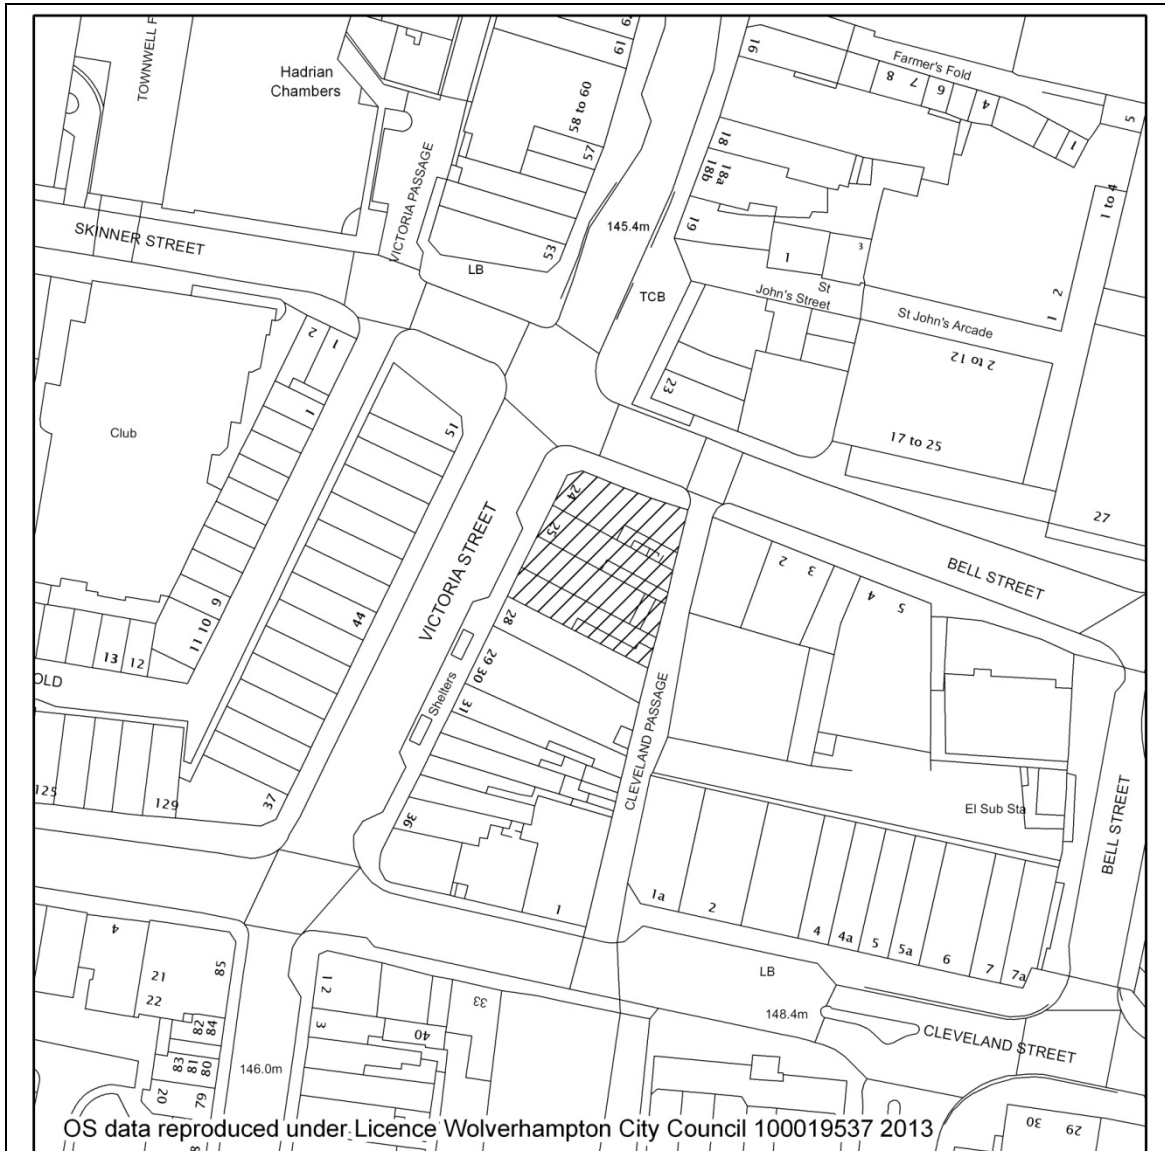 TOWNWELL F
Hadrian
Chambers
61
19
58 to 60
57
53
LB
VICTORIA PASSAGE
SKINNER STREET
16
Farmer's Fold
8
7
6
4
1
5
18
18a
18b
19
145.4m
1
3
St
John's Street
TCB
St John's Arcade
1 to 4
2
1
2 to 12
23
17 to 25
27
BELL STREET
2
1
1
Club
51
VICTORIA STREET
24
25
28
29 30
31
36
Shelters
44
9
11 10
13
12
OLD
125
129
37
2
3
4
5
CLEVELAND PASSAGE
El Sub Sta
BELL STREET
1
1a
2
4
4a
5
5a
6
7
7a
LB
148.4m
CLEVELAND STREET
4
21
22
85
82
84
83
81
80
20
79
146.0m
1 2
3
40
33
30
29
OS data reproduced under Licence Wolverhampton City Council 100019537 2013